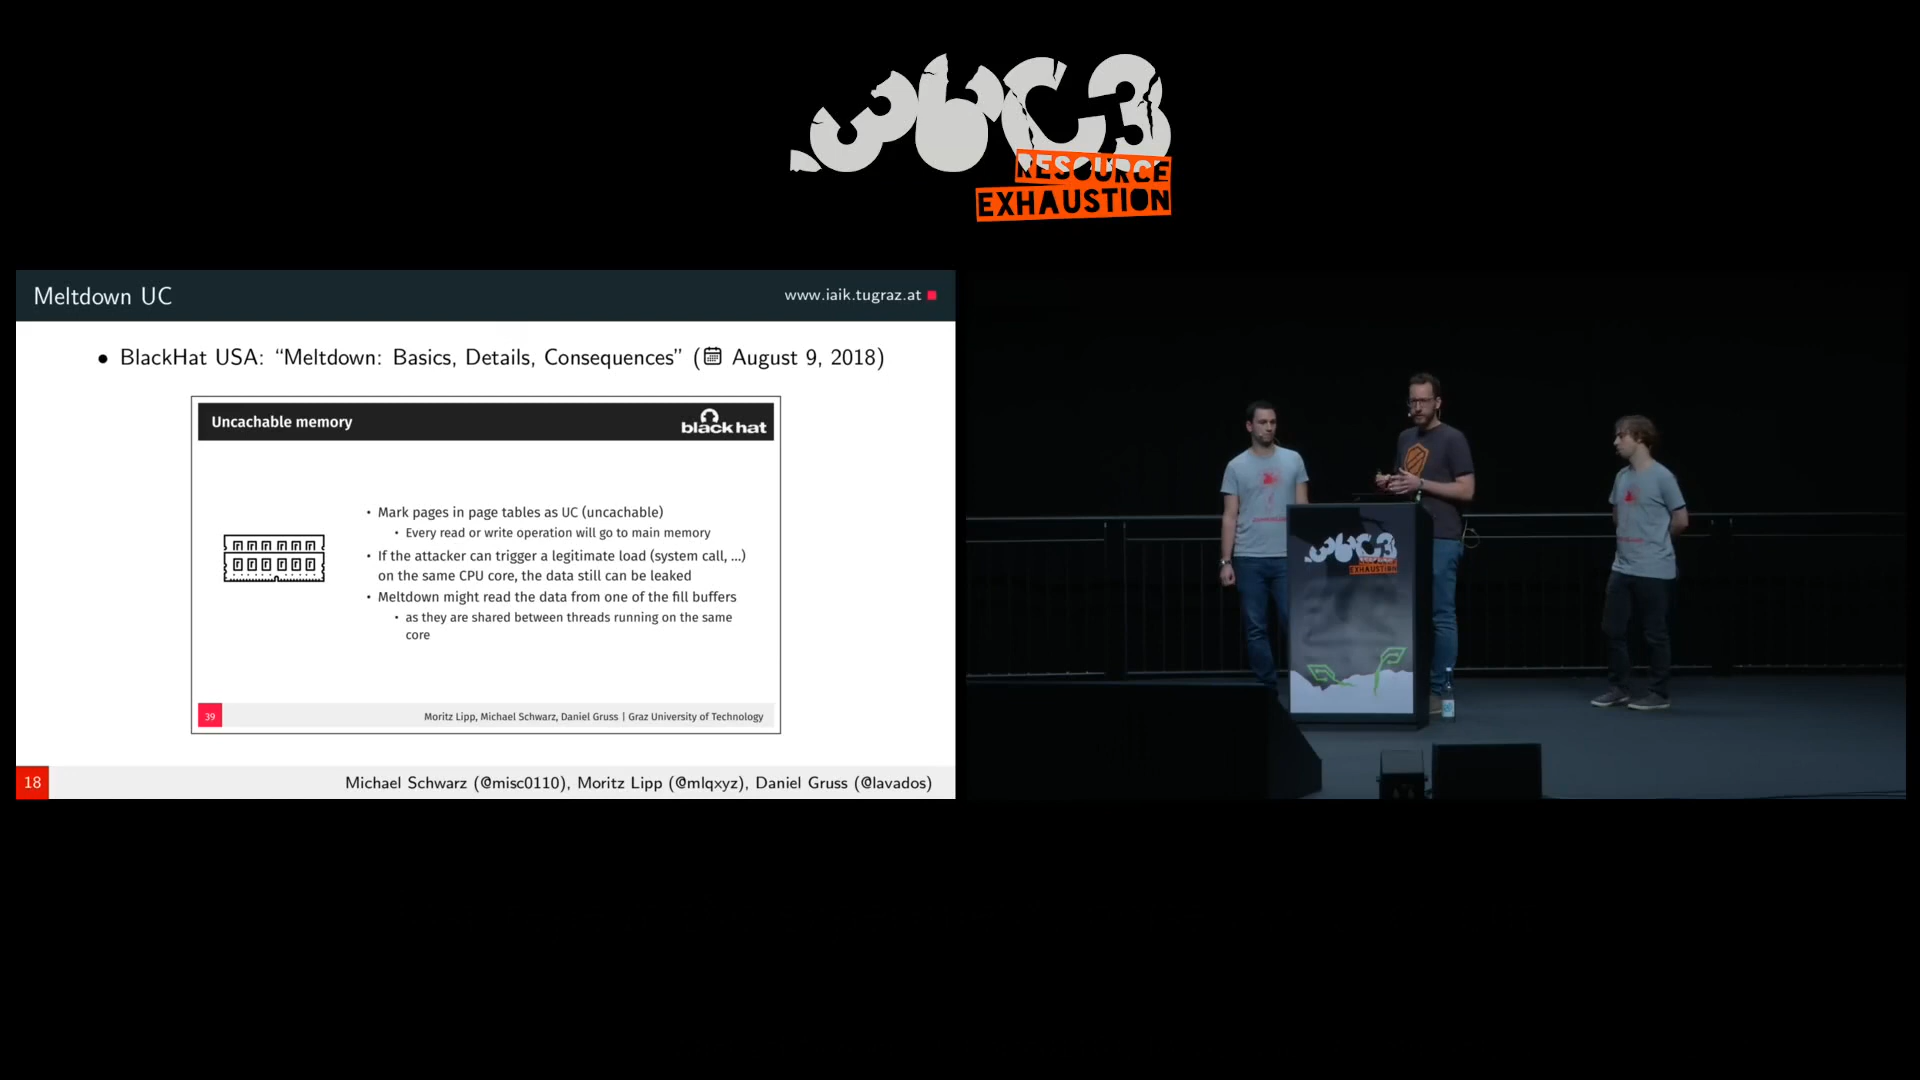 36C3
RESOURCE
EXHAUSTION
Meltdown UC
www.iaik.tugraz.at
• BlackHat USA: “Meltdown: Basics, Details, Consequences” ( August 9, 2018)
Uncachable memory
black hat
• Mark pages in page tables as UC (uncachable)
• Every read or write operation will go to main memory
• If the attacker can trigger a legitimate load (system call, ...)
on the same CPU core, the data still can be leaked
• Meltdown might read the data from one of the fill buffers
• as they are shared between threads running on the same
core
39
Moritz Lipp, Michael Schwarz, Daniel Gruss | Graz University of Technology
18
Michael Schwarz (@misc0110), Moritz Lipp (@mlqxyz), Daniel Gruss (@lavados)
36C3
EXHAUSTION